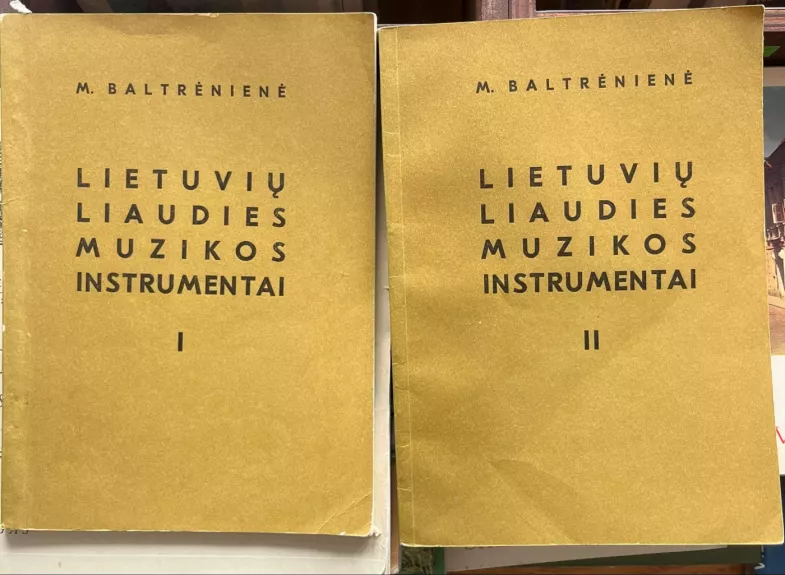 M. BALTRĖNIENĖ
LIETUVIŲ
LIAUDIES
MUZIKOS
INSTRUMENTAI
I
M. BALTRĖNIENĖ
LIETUVIŲ
LIAUDIES
MUZIKOS
INSTRUMENTAI
II